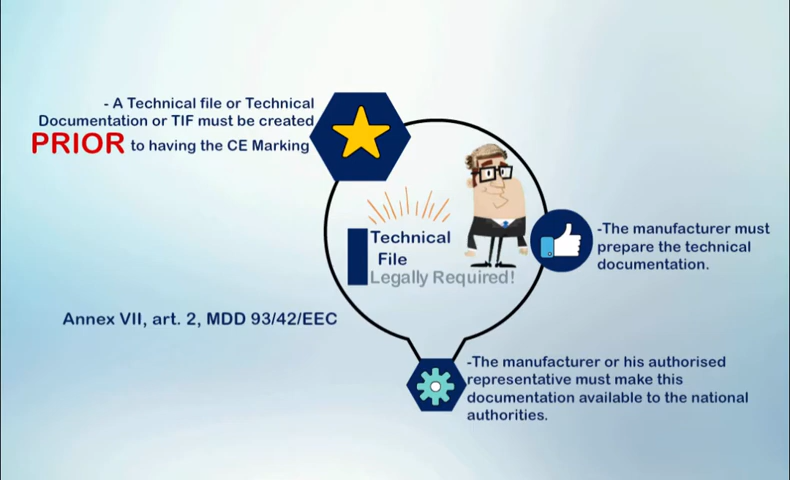 - A Technical file or Technical
Documentation or TIF must be created
PRIOR to having the CE Marking
Technical
File
Legally Required!
-The manufacturer must
prepare the technical
documentation.
Annex VII, art. 2, MDD 93/42/EEC
-The manufacturer or his authorised
representative must make this
documentation available to the national
authorities.